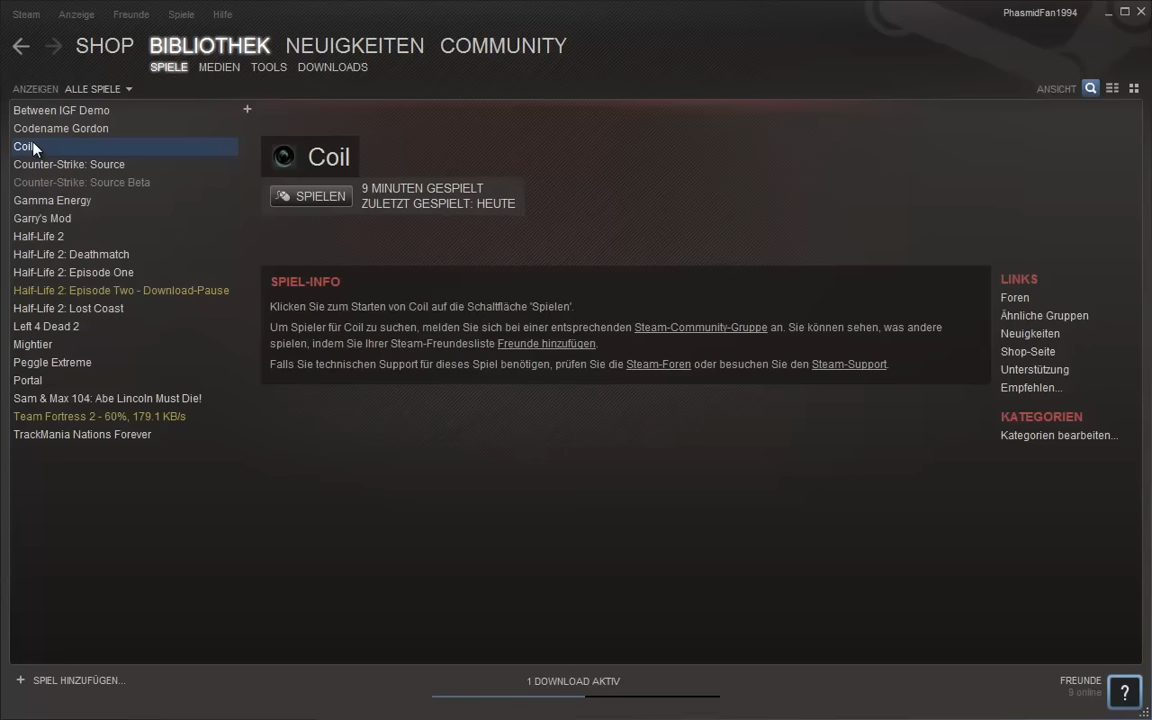 Steam Anzeige Freunde Spiele Hilfe PhasmidFan1994
SHOP BIBLIOTHEK NEUIGKEITEN COMMUNITY
SPIELE MEDIEN TOOLS DOWNLOADS
ANZEIGEN ALLE SPIELE ANSICHT
Between IGF Demo +
Codename Gordon
Coil
Counter-Strike: Source
Counter-Strike: Source Beta
Gamma Energy
Garry's Mod
Half-Life 2
Half-Life 2: Deathmatch
Half-Life 2: Episode One
Half-Life 2: Episode Two - Download-Pause
Half-Life 2: Lost Coast
Left 4 Dead 2
Mightier
Peggle Extreme
Portal
Sam & Max 104: Abe Lincoln Must Die!
Team Fortress 2 - 60%, 179.1 KB/s
TrackMania Nations Forever
Coil
SPIELEN
9 MINUTEN GESPIELT
ZULETZT GESPIELT: HEUTE
SPIEL-INFO
Klicken Sie zum Starten von Coil auf die Schaltfläche 'Spielen'.
Um Spieler für Coil zu suchen, melden Sie sich bei einer entsprechenden Steam-Community-Gruppe an. Sie können sehen, was andere
spielen, indem Sie Ihrer Steam-Freundesliste Freunde hinzufügen.
Falls Sie technischen Support für dieses Spiel benötigen, prüfen Sie die Steam-Foren oder besuchen Sie den Steam-Support.
LINKS
Foren
Ähnliche Gruppen
Neuigkeiten
Shop-Seite
Unterstützung
Empfehlen...
KATEGORIEN
Kategorien bearbeiten...
+ SPIEL HINZUFÜGEN...
1 DOWNLOAD AKTIV
FREUNDE
9 online
?